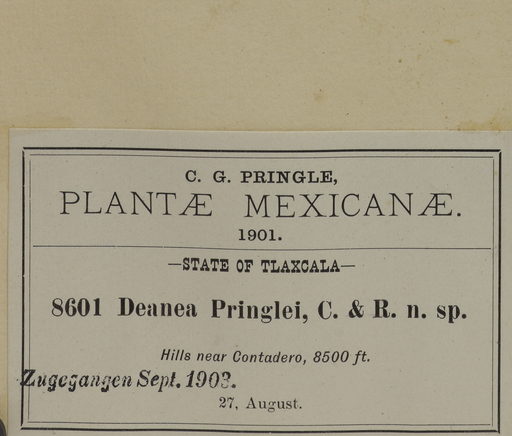 C. G. PRINGLE,
PLANTÆ MEXICANÆ.
1901.
—STATE OF TLAXCALA—
8601 Deanea Pringlei, C. & R. n. sp.
Hills near Contadero, 8500 ft.
Zugegangen Sept. 1903.
27, August.